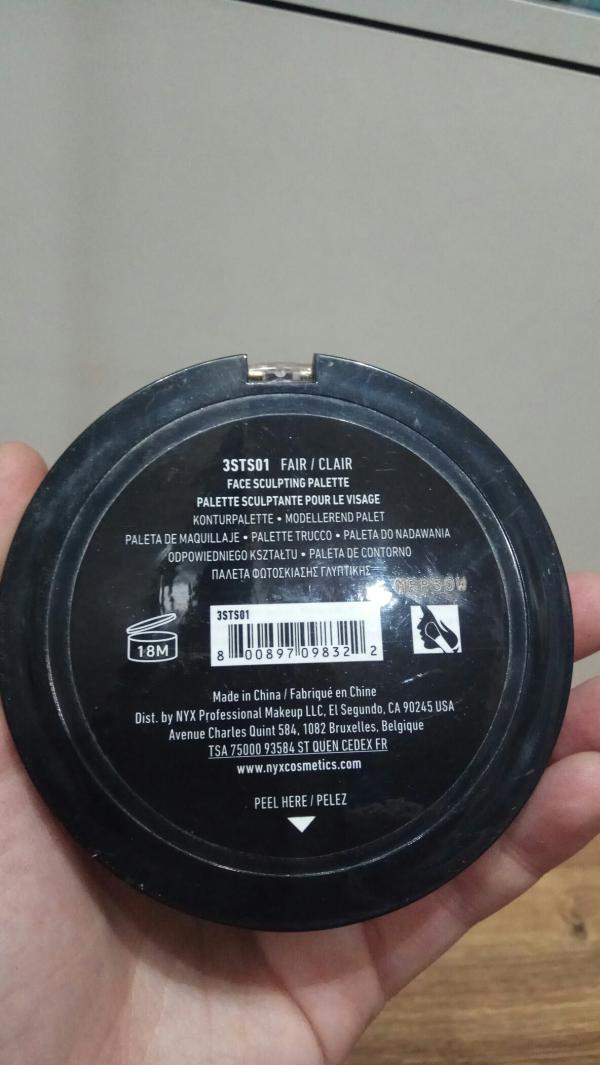 3STS01 FAIR / CLAIR
FACE SCULPTING PALETTE
PALETTE SCULPTANTE POUR LE VISAGE
KONTURPALETTE • MODELLEREND PALET
PALETA DE MAQUILLAJE • PALETTE TRUCCO • PALETA DO NADAWANIA
ODPOWIEDNIEGO KSZTAŁTU • PALETA DE CONTORNO
ΠΑΛΕΤΑ ΦΩΤΟΣΚΙΑΣΗΣ ΓΛΥΠΤΙΚΗΣ
3STS01
18M
8 00897 09832 2
Made in China / Fabriqué en Chine
Dist. by NYX Professional Makeup LLC, El Segundo, CA 90245 USA
Avenue Charles Quint 584, 1082 Bruxelles, Belgique
TSA 75000 93584 ST QUEN CEDEX FR
www.nyxcosmetics.com
PEEL HERE / PELEZ